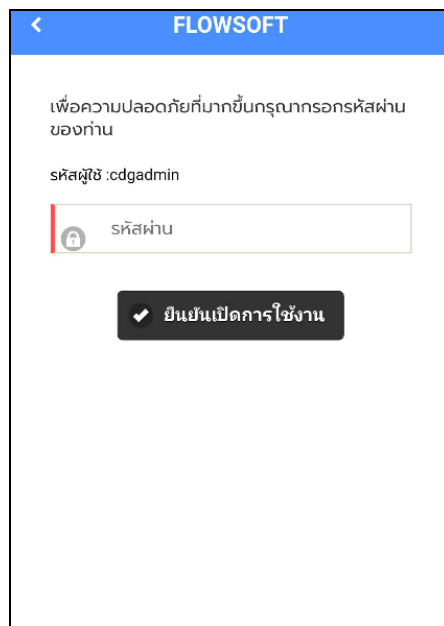 FLOWSOFT
เพื่อความปลอดภัยที่มากขึ้นกรุณากรอกรหัสผ่าน
ของท่าน
รหัสผู้ใช้ :cdgadmin
รหัสผ่าน
ยืนยันเปิดการใช้งาน